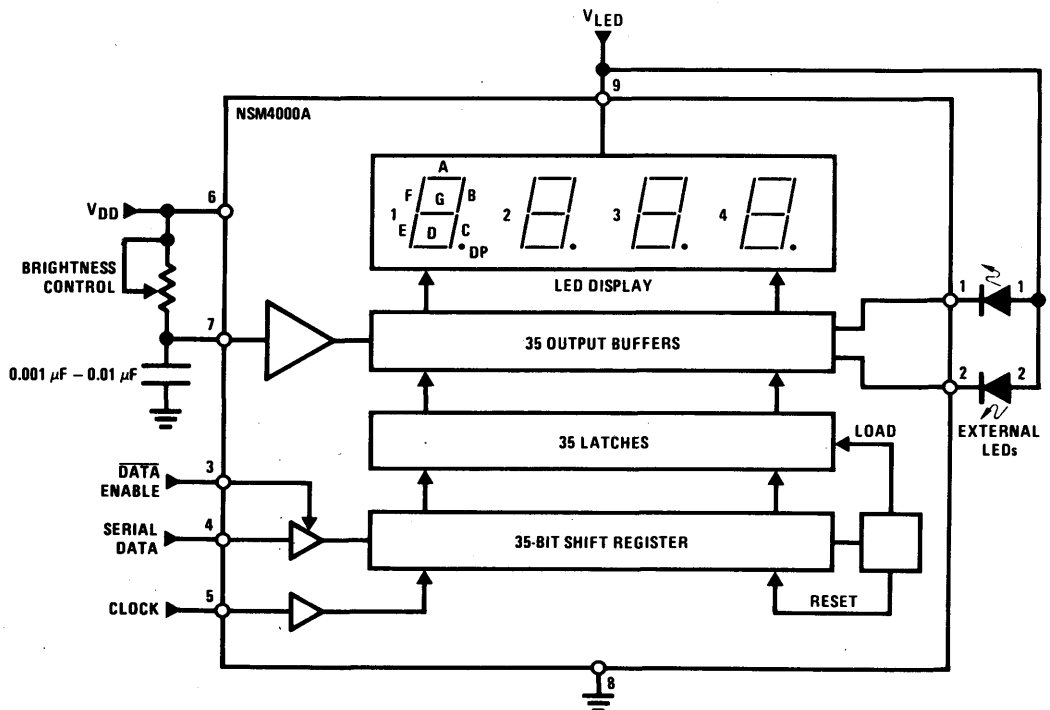 VLED
9
NSM4000A
A
F
G
B
1
E
D
C
DP
2
3
4
LED DISPLAY
VDD
6
BRIGHTNESS
CONTROL
7
0.001 μF – 0.01 μF
35 OUTPUT BUFFERS
1
1
2
2
EXTERNAL
LEDs
35 LATCHES
LOAD
DATA
ENABLE
3
SERIAL
DATA
4
35-BIT SHIFT REGISTER
CLOCK
5
RESET
8